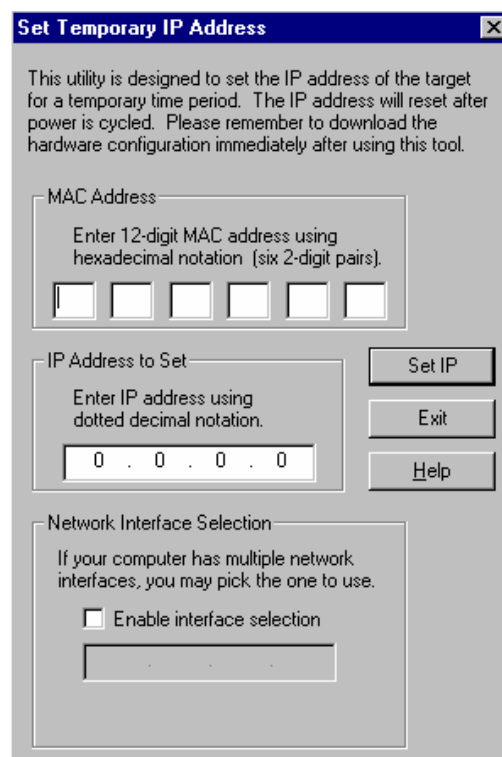 Set Temporary IP Address
This utility is designed to set the IP address of the target
for a temporary time period. The IP address will reset after
power is cycled. Please remember to download the
hardware configuration immediately after using this tool.
MAC Address
Enter 12-digit MAC address using
hexadecimal notation (six 2-digit pairs).
IP Address to Set
Enter IP address using
dotted decimal notation.
0 . 0 . 0 . 0
Set IP
Exit
Help
Network Interface Selection
If your computer has multiple network
interfaces, you may pick the one to use.
Enable interface selection
. . .